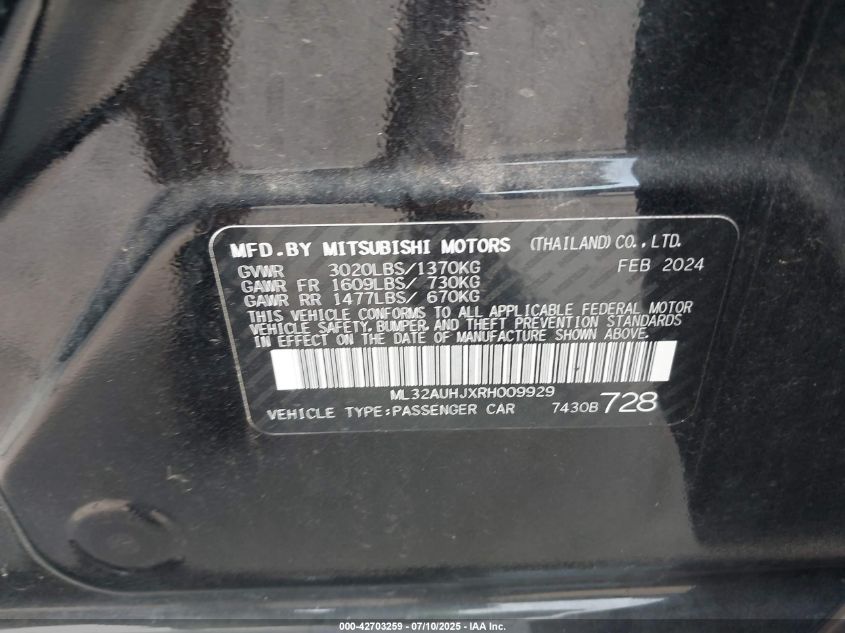 MFD. BY MITSUBISHI MOTORS (THAILAND) CO., LTD.
GVWR 3020LBS/1370KG FEB 2024
GAWR FR 1609LBS/ 730KG
GAWR RR 1477LBS/ 670KG
THIS VEHICLE CONFORMS TO ALL APPLICABLE FEDERAL MOTOR
VEHICLE SAFETY, BUMPER, AND THEFT PREVENTION STANDARDS
IN EFFECT ON THE DATE OF MANUFACTURE SHOWN ABOVE.
ML32AUHJXRH009929
VEHICLE TYPE:PASSENGER CAR 7430B 728
000-42703259 - 07/10/2025 - IAA Inc.